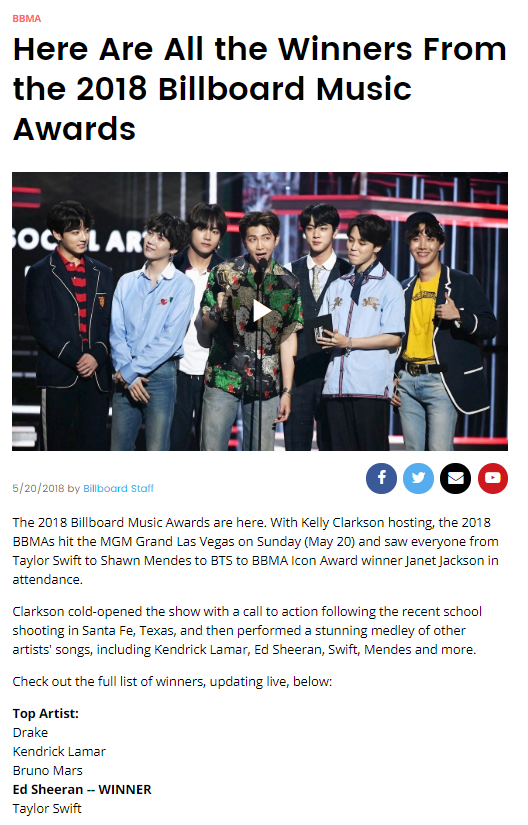 BBMA
Here Are All the Winners From
the 2018 Billboard Music
Awards
SOCIAL AR
5/20/2018 by Billboard Staff
The 2018 Billboard Music Awards are here. With Kelly Clarkson hosting, the 2018
BBMAs hit the MGM Grand Las Vegas on Sunday (May 20) and saw everyone from
Taylor Swift to Shawn Mendes to BTS to BBMA Icon Award winner Janet Jackson in
attendance.
Clarkson cold-opened the show with a call to action following the recent school
shooting in Santa Fe, Texas, and then performed a stunning medley of other
artists' songs, including Kendrick Lamar, Ed Sheeran, Swift, Mendes and more.
Check out the full list of winners, updating live, below:
Top Artist:
Drake
Kendrick Lamar
Bruno Mars
Ed Sheeran -- WINNER
Taylor Swift